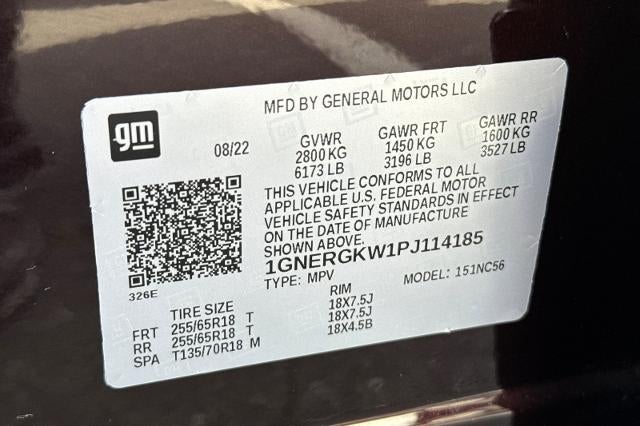 MFD BY GENERAL MOTORS LLC
gm
08/22
GVWR GAWR FRT GAWR RR
2800 KG 1450 KG 1600 KG
6173 LB 3196 LB 3527 LB
THIS VEHICLE CONFORMS TO ALL
APPLICABLE U.S. FEDERAL MOTOR
VEHICLE SAFETY STANDARDS IN EFFECT
ON THE DATE OF MANUFACTURE
SHOWN ABOVE.
1GNERGKW1PJ114185
326E
TYPE: MPV MODEL: 151NC56
TIRE SIZE RIM
FRT 255/65R18 T 18X7.5J
RR 255/65R18 T 18X7.5J
SPA T135/70R18 M 18X4.5B